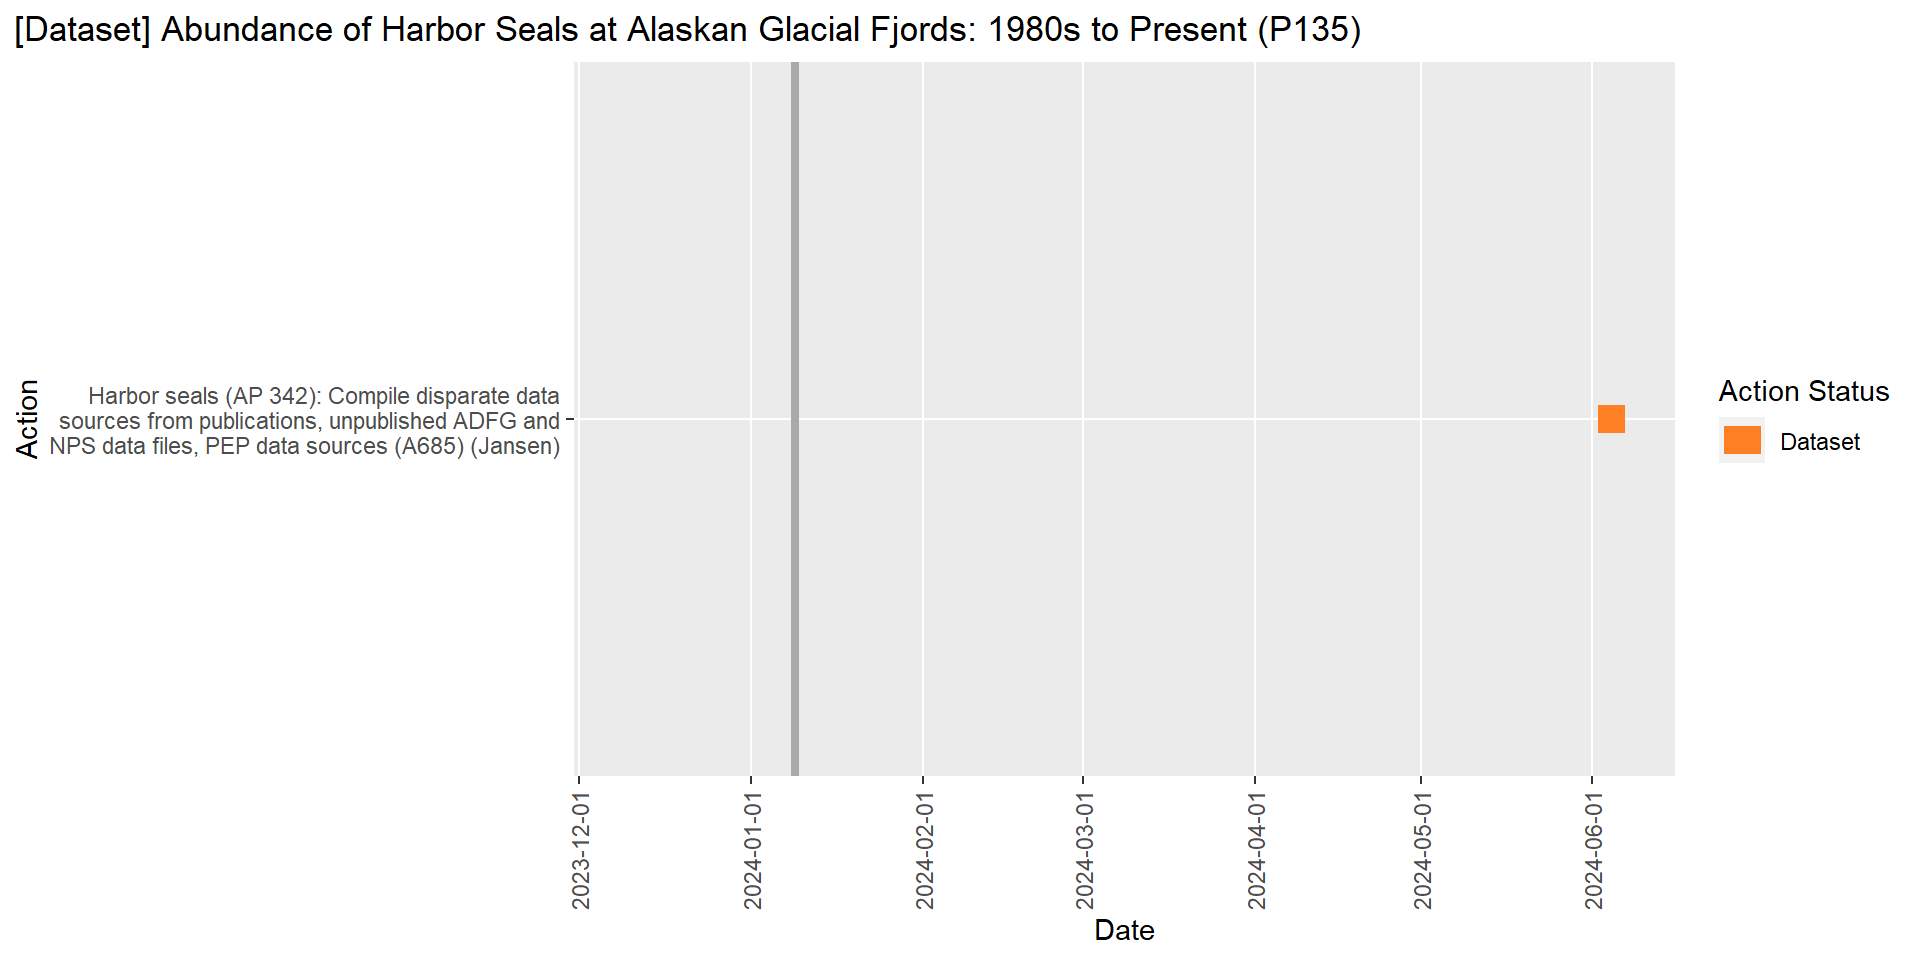 [Dataset] Abundance of Harbor Seals at Alaskan Glacial Fjords: 1980s to Present (P135)
Action
Harbor seals (AP 342): Compile disparate data
sources from publications, unpublished ADFG and
NPS data files, PEP data sources (A685) (Jansen)
Action Status
Dataset
2023-12-01
2024-01-01
2024-02-01
2024-03-01
2024-04-01
2024-05-01
2024-06-01
Date